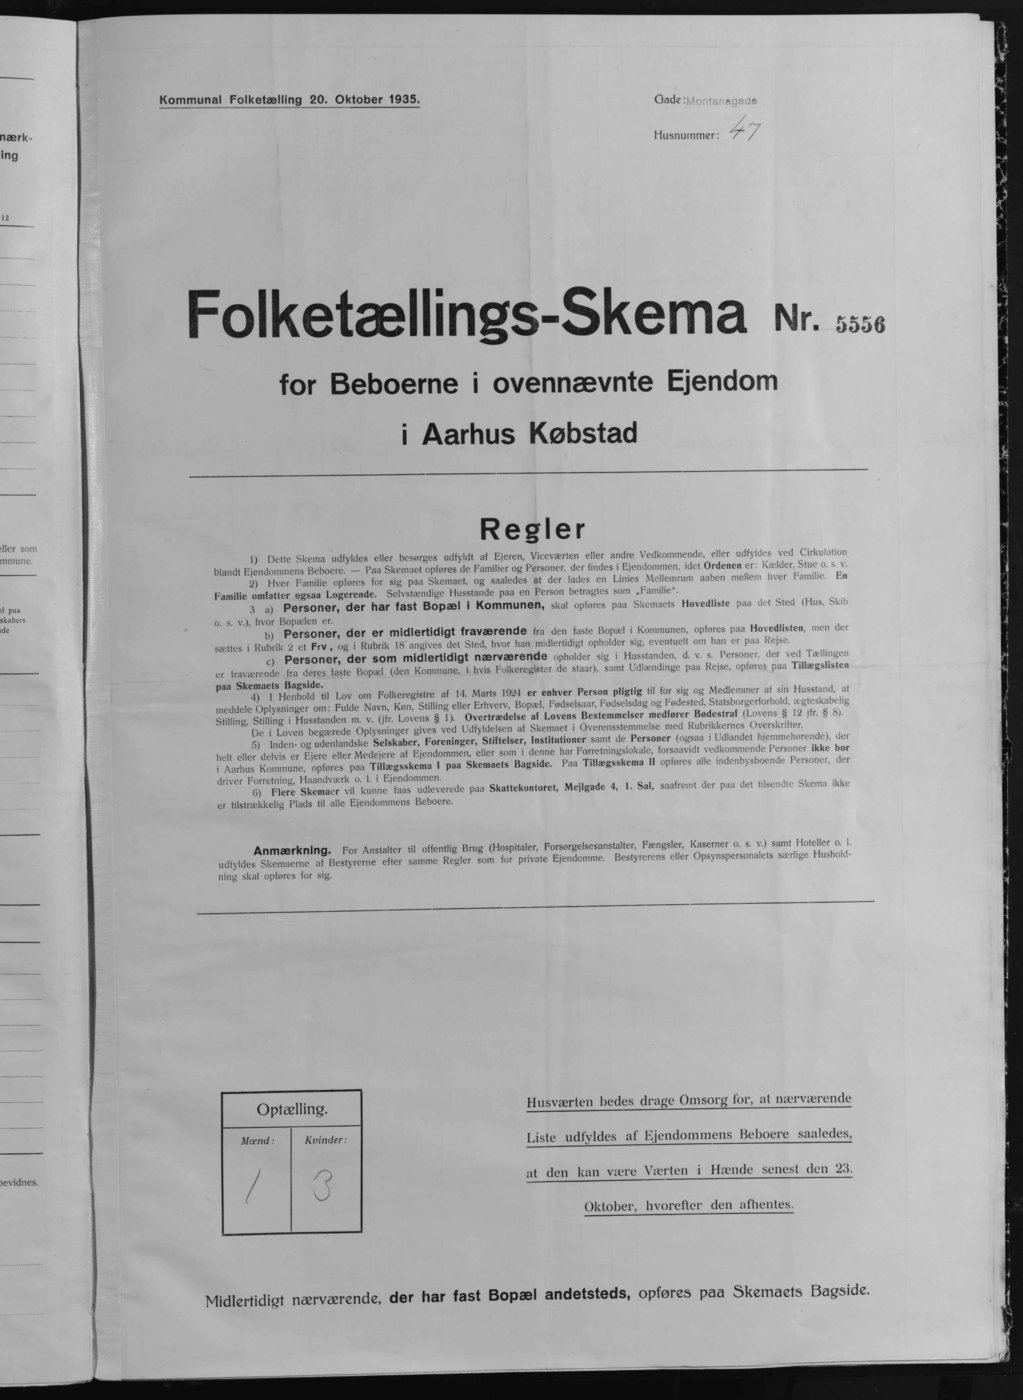 Kommunal Folketælling 20. Oktober 1935.
Gade: Montanagade
Husnummer: 47
nærk-
ing
12
eller som
mmune.
el paa
skabers
de
bevidnes.
Folketællings-Skema Nr. 5556
for Beboerne i ovennævnte Ejendom
i Aarhus Købstad
Regler
1) Dette Skema udfyldes eller besørges udfyldt af Ejeren, Viceværten eller andre Vedkommende, eller udfyldes ved Cirkulation
blandt Ejendommens Beboere. — Paa Skemaet opføres de Familier og Personer, der findes i Ejendommen, idet Ordenen er: Kælder, Stue o. s. v.
2) Hver Familie opføres for sig paa Skemaet, og saaledes at der lades en Linies Mellemrum aaben mellem hver Familie. En
Familie omfatter ogsaa Logerende. Selvstændige Husstande paa en Person betragtes som „Familie".
3 a) Personer, der har fast Bopæl i Kommunen, skal opføres paa Skemaets Hovedliste paa det Sted (Hus, Skib
o. s. v.), hvor Bopælen er.
b) Personer, der er midlertidigt fraværende fra den faste Bopæl i Kommunen, opføres paa Hovedlisten, men der
sættes i Rubrik 2 et Frv, og i Rubrik 18 angives det Sted, hvor han midlertidigt opholder sig, eventuelt om han er paa Rejse.
c) Personer, der som midlertidigt nærværende opholder sig i Husstanden, d. v. s. Personer, der ved Tællingen
er fraværende fra deres faste Bopæl (den Kommune, i hvis Folkeregister de staar), samt Udlændinge paa Rejse, opføres paa Tillægslisten
paa Skemaets Bagside.
4) I Henhold til Lov om Folkeregistre af 14. Marts 1924 er enhver Person pligtig til for sig og Medlemmer af sin Husstand, at
meddele Oplysninger om: Fulde Navn, Køn, Stilling eller Erhverv, Bopæl, Fødselsaar, Fødselsdag og Fødested, Statsborgerforhold, ægteskabelig
Stilling, Stilling i Husstanden m. v. (jfr. Lovens § 1). Overtrædelse af Lovens Bestemmelser medfører Bødestraf (Lovens § 12 jfr. § 8).
De i Loven begærede Oplysninger gives ved Udfyldelsen af Skemaet i Overensstemmelse med Rubrikkernes Overskrifter.
5) Inden- og udenlandske Selskaber, Foreninger, Stiftelser, Institutioner samt de Personer (ogsaa i Udlandet hjemmehørende), der
helt eller delvis er Ejere eller Medejere af Ejendommen, eller som i denne har Forretningslokale, forsaavidt vedkommende Personer ikke bor
i Aarhus Kommune, opføres paa Tillægsskema I paa Skemaets Bagside. Paa Tillægsskema II opføres alle indenbysboende Personer, der
driver Forretning, Haandværk o. l. i Ejendommen.
6) Flere Skemaer vil kunne faas udleverede paa Skattekontoret, Mejlgade 4, 1. Sal, saafremt der paa det tilsendte Skema ikke
er tilstrækkelig Plads til alle Ejendommens Beboere.
Anmærkning. For Anstalter til offentlig Brug (Hospitaler, Forsørgelsesanstalter, Fængsler, Kaserner o. s. v.) samt Hoteller o. l.
udfyldes Skemaerne af Bestyrerne efter samme Regler som for private Ejendomme. Bestyrerens eller Opsynspersonalets særlige Hushold-
ning skal opføres for sig.
Optælling.
Mænd: Kvinder:
1 3
Husværten bedes drage Omsorg for, at nærværende
Liste udfyldes af Ejendommens Beboere saaledes,
at den kan være Værten i Hænde senest den 23.
Oktober, hvorefter den afhentes.
Midlertidigt nærværende, der har fast Bopæl andetsteds, opføres paa Skemaets Bagside.